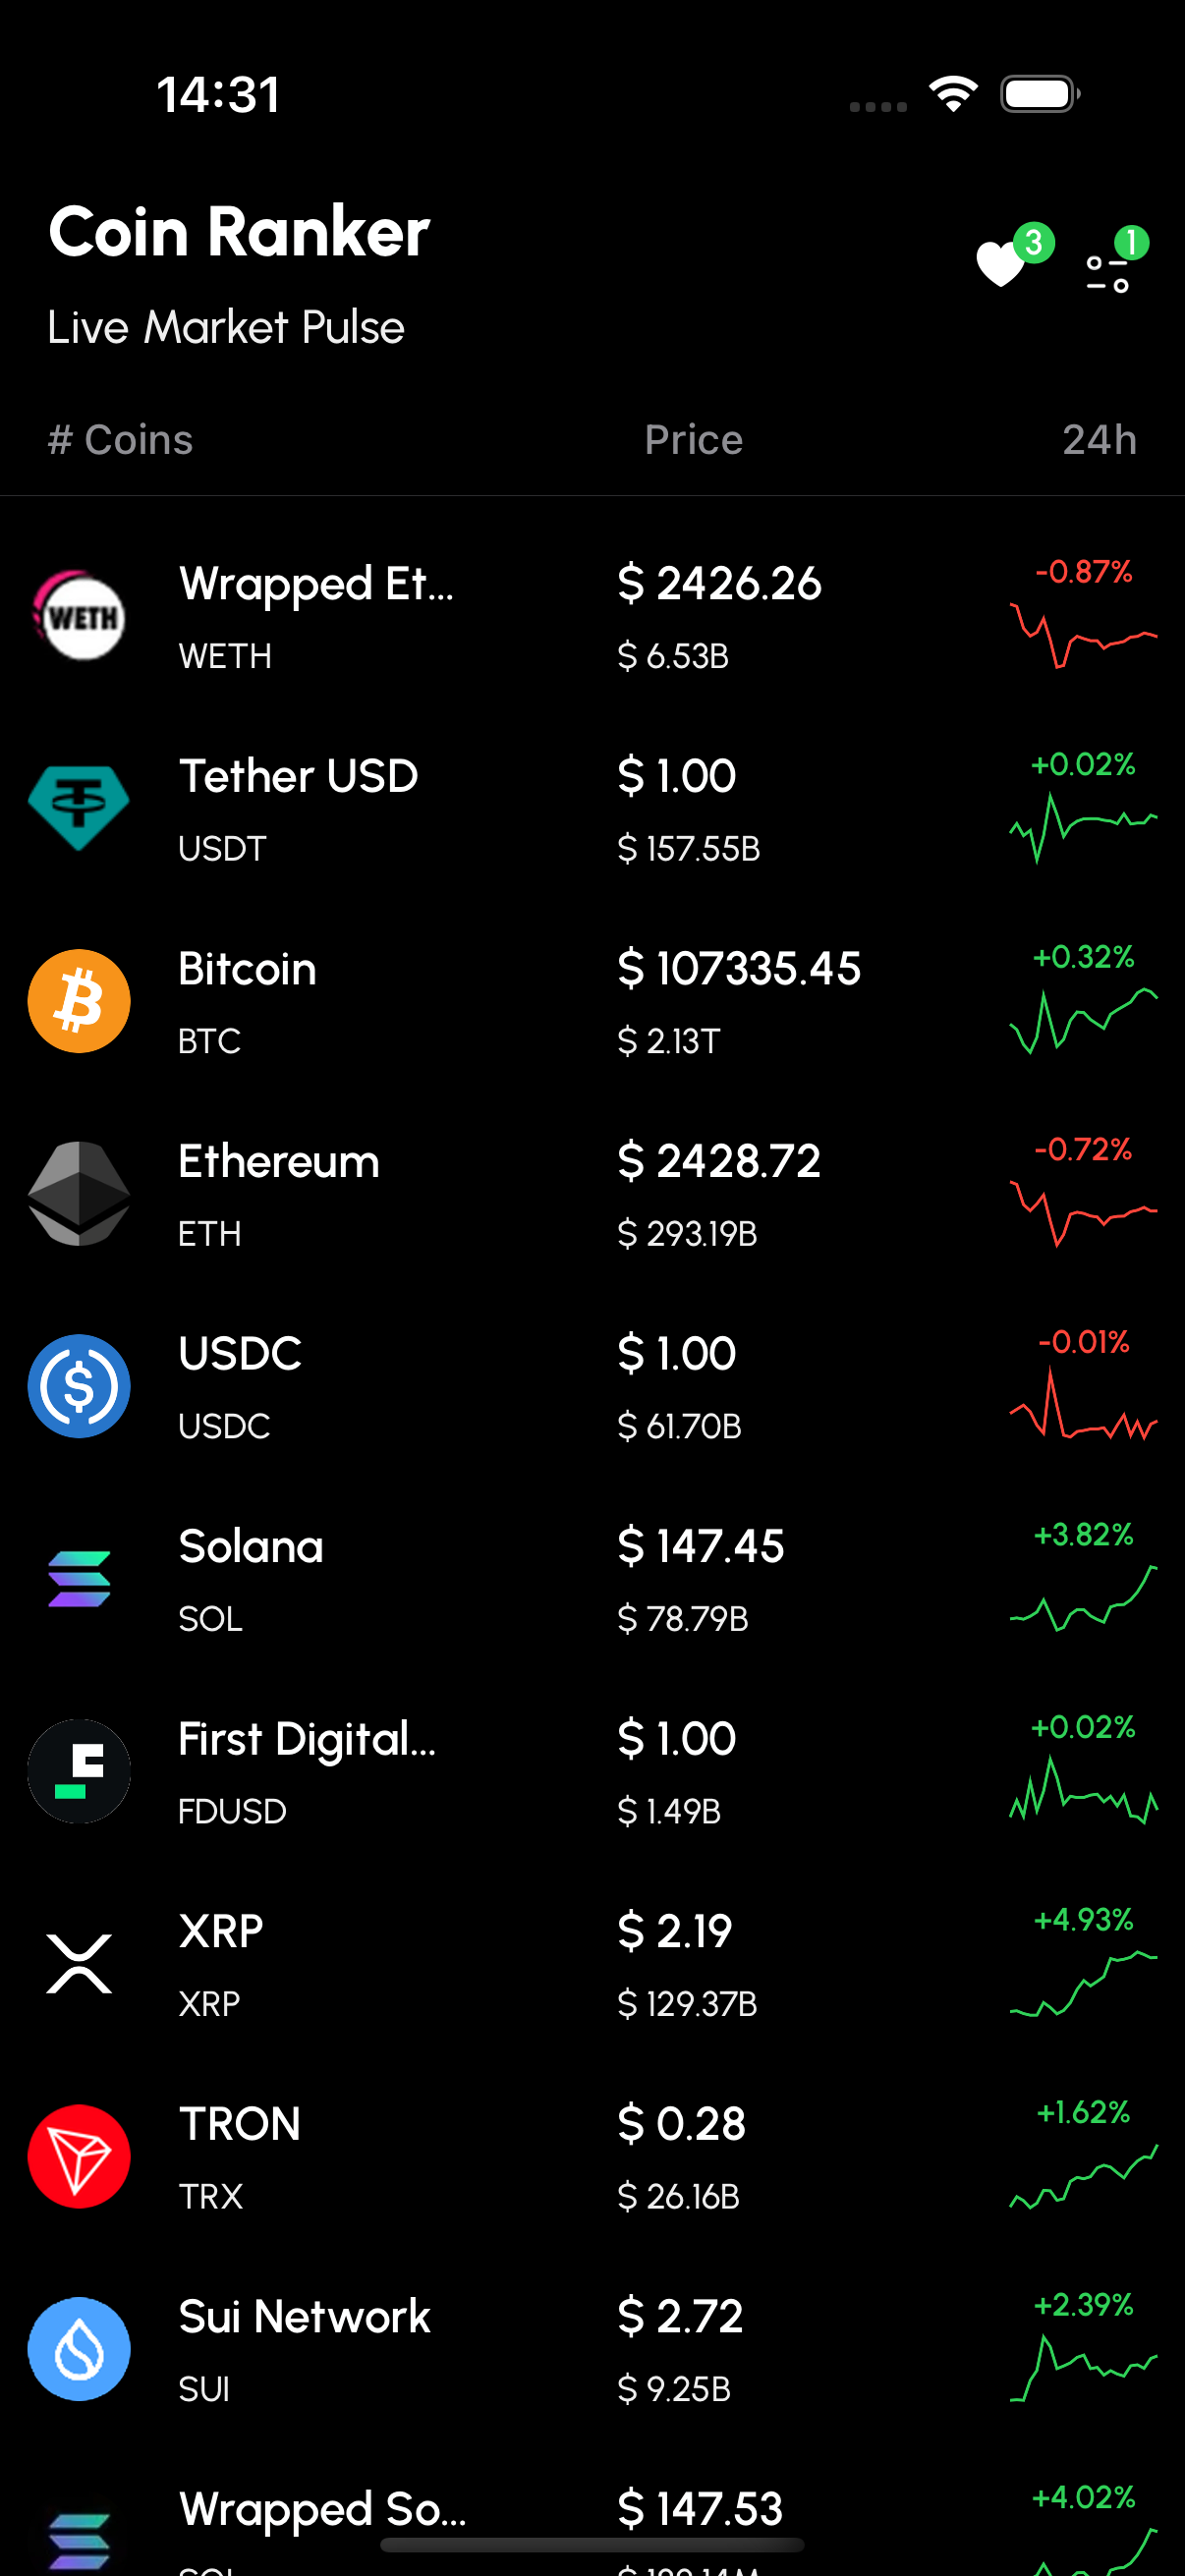 14:31
Coin Ranker
3
1
Live Market Pulse
# Coins Price 24h
WETH
Wrapped Et... $ 2426.26 -0.87%
WETH $ 6.53B
Tether USD $ 1.00 +0.02%
USDT $ 157.55B
Bitcoin $ 107335.45 +0.32%
BTC $ 2.13T
Ethereum $ 2428.72 -0.72%
ETH $ 293.19B
USDC $ 1.00 -0.01%
USDC $ 61.70B
Solana $ 147.45 +3.82%
SOL $ 78.79B
First Digital... $ 1.00 +0.02%
FDUSD $ 1.49B
XRP $ 2.19 +4.93%
XRP $ 129.37B
TRON $ 0.28 +1.62%
TRX $ 26.16B
Sui Network $ 2.72 +2.39%
SUI $ 9.25B
Wrapped So... $ 147.53 +4.02%